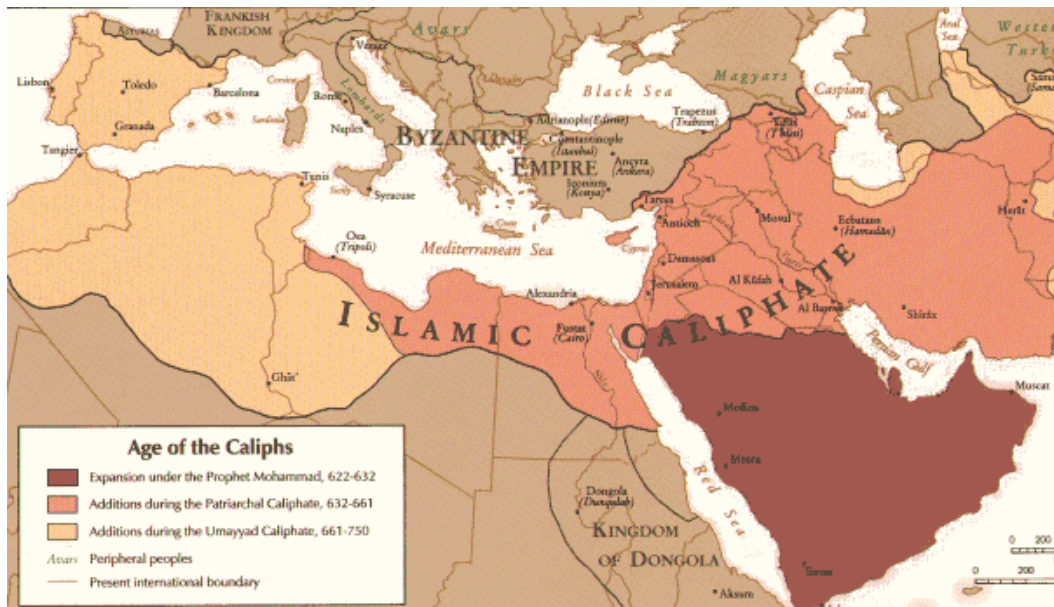 FRANKISH
KINGDOM
ASTURIAS
Avars
Aral
Sea
Western
Venice
Magyars
Caspian
Sea
Lisbon
Toledo
Barcelona
Corsica
Rome
Lombards
Black Sea
Trapezus
(Trabzon)
Sardinia
Naples
Adrianople (Edirne)
Constantinople
(Istanbul)
Granada
BYZANTINE
EMPIRE
Ancyra
(Ankara)
Iconium
(Konya)
Tangier
Tunis
Sicily
Syracuse
Crete
Tarsus
Antioch
Mosul
Ecbatana
(Hamadān)
Herāt
Oea
(Tripoli)
Mediterranean Sea
Cyprus
Damascus
Jerusalem
Al Kūfah
Al Başrah
Shīrāz
Alexandria
ISLAMIC CALIPHATE
Fustat
(Cairo)
Nile
Persian Gulf
Ghāt
Muscat
Medina
Mecca
Red Sea
Dongola
(Dunqulah)
KINGDOM
OF DONGOLA
Sanaa
Aksum
0 200
0 200
Age of the Caliphs
Expansion under the Prophet Mohammad, 622-632
Additions during the Patriarchal Caliphate, 632-661
Additions during the Umayyad Caliphate, 661-750
Avars Peripheral peoples
Present international boundary